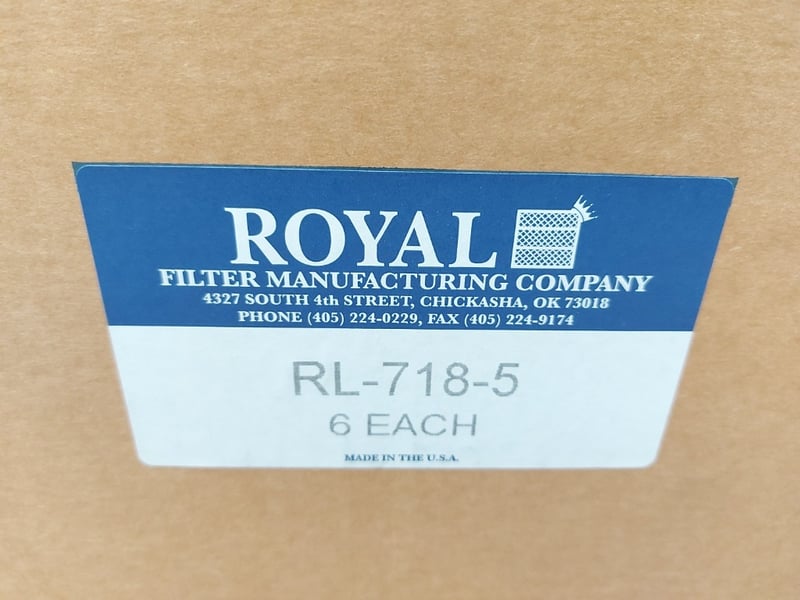 ROYAL
FILTER MANUFACTURING COMPANY
4327 SOUTH 4th STREET, CHICKASHA, OK 73018
PHONE (405) 224-0229, FAX (405) 224-9174
RL-718-5
6 EACH
MADE IN THE U.S.A.